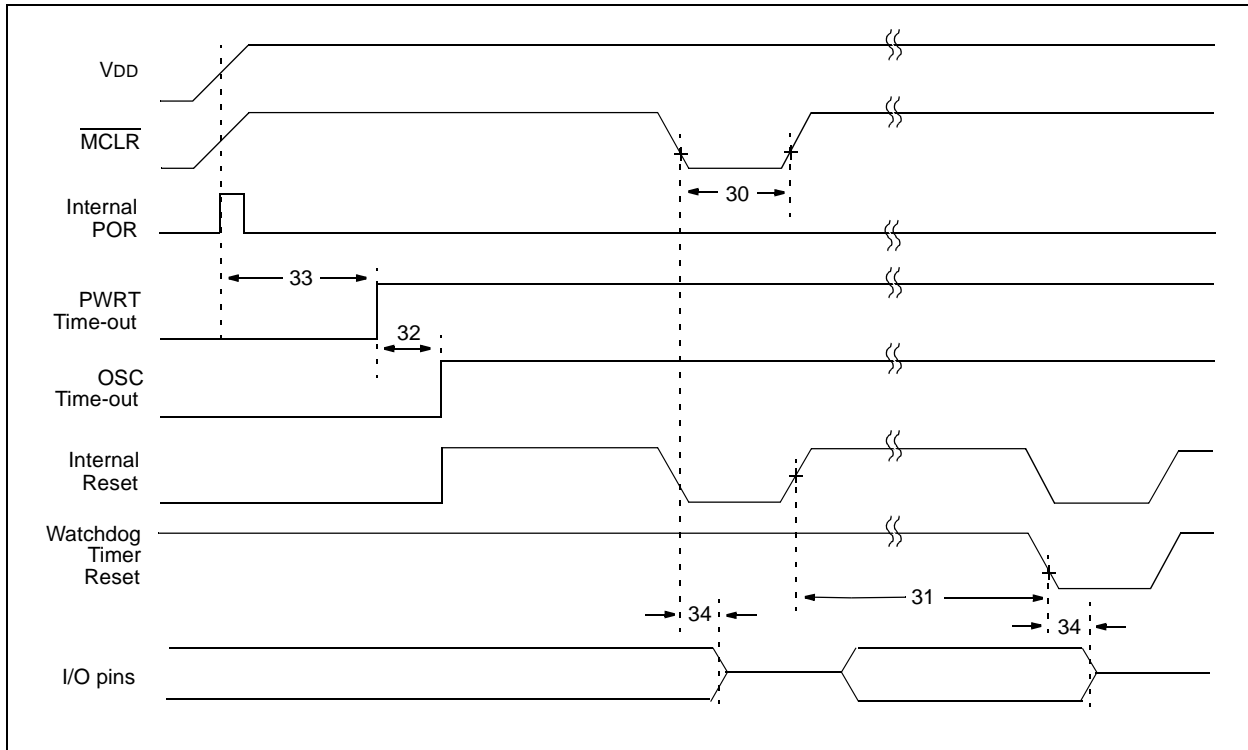 VDD
MCLR
30
Internal
POR
33
PWRT
Time-out
32
OSC
Time-out
Internal
Reset
Watchdog
Timer
Reset
31
34
34
I/O pins